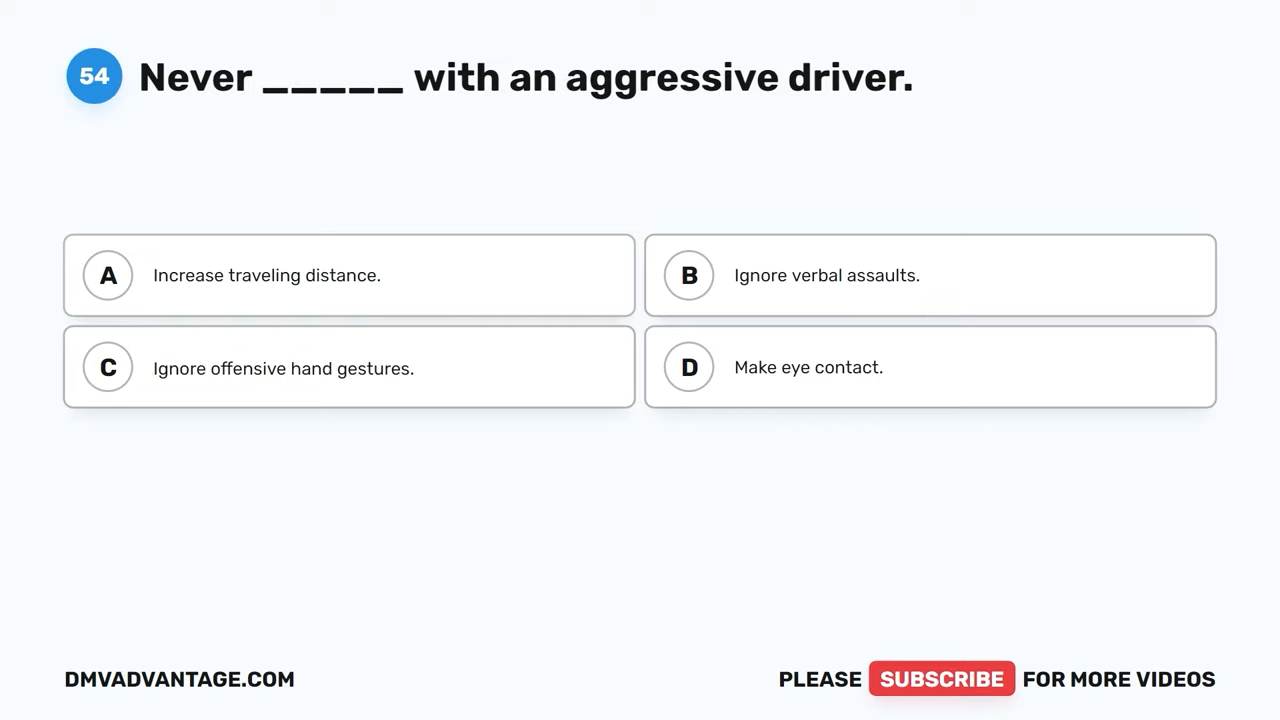 54 Never _____ with an aggressive driver.
A Increase traveling distance.
B Ignore verbal assaults.
C Ignore offensive hand gestures.
D Make eye contact.
DMVADVANTAGE.COM
PLEASE SUBSCRIBE FOR MORE VIDEOS